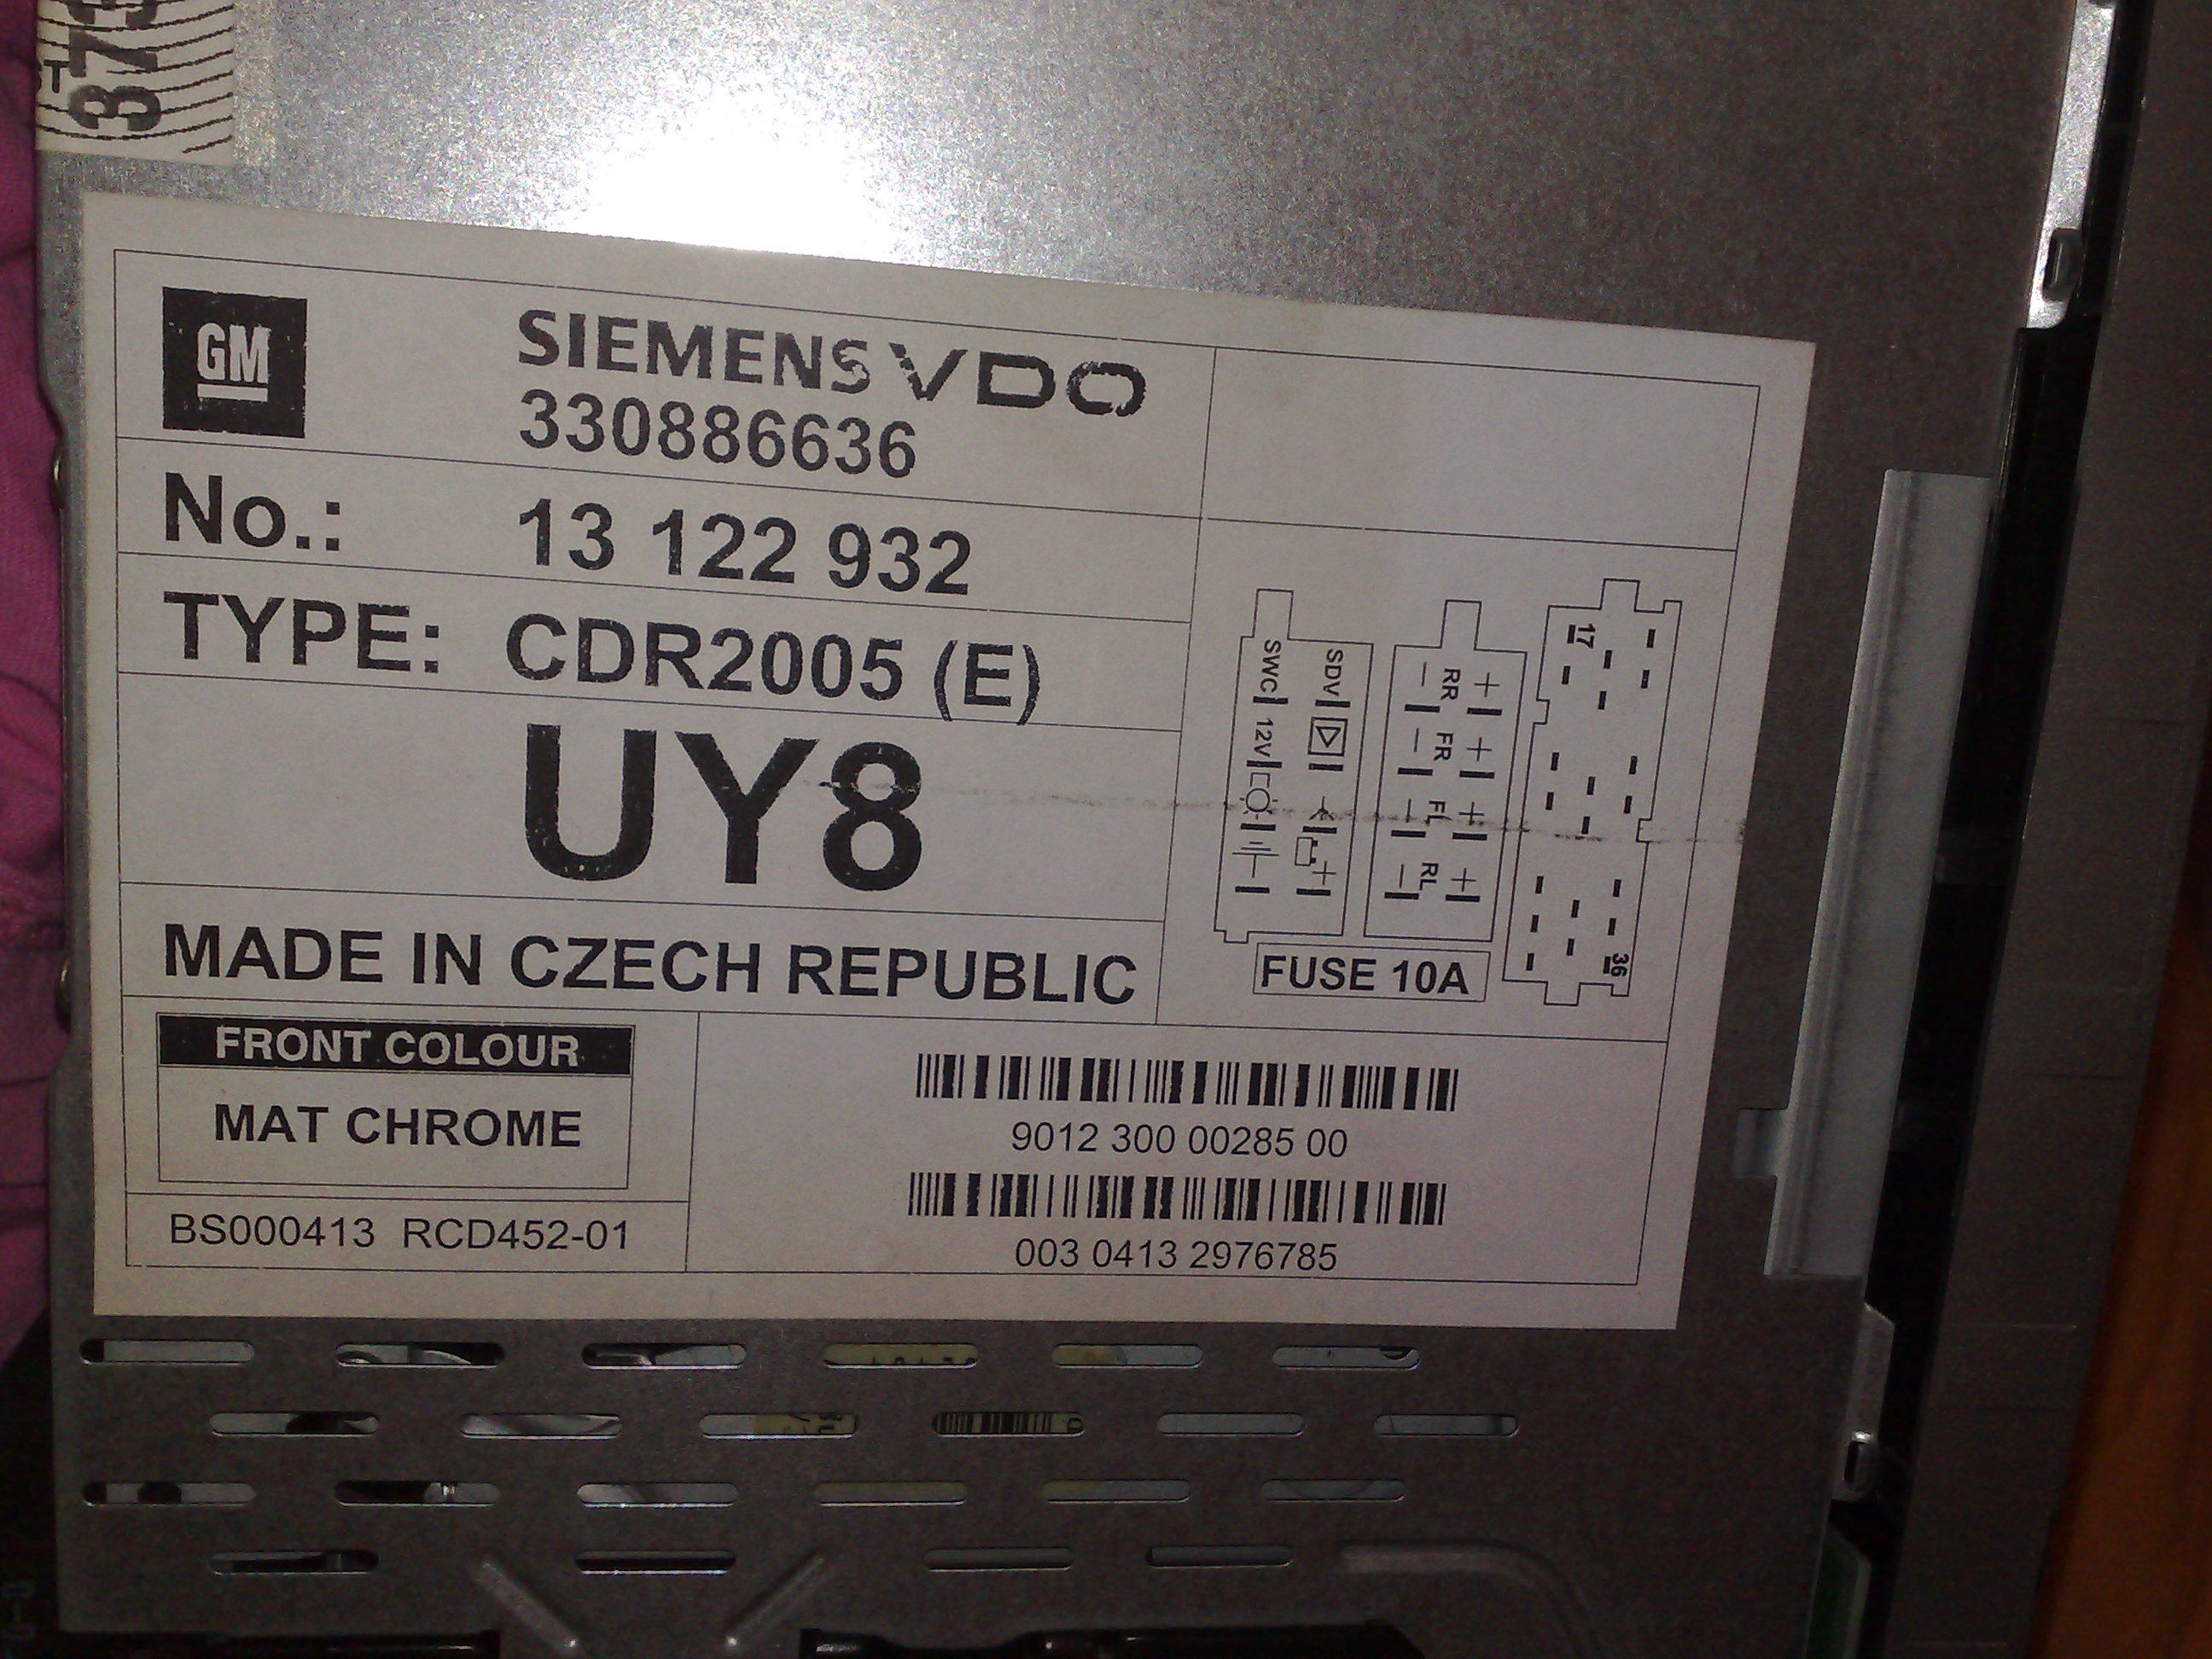 GM
SIEMENS VDO
330886636
No.: 13 122 932
TYPE: CDR2005 (E)
UY8
MADE IN CZECH REPUBLIC
FRONT COLOUR
MAT CHROME
BS000413 RCD452-01
SWC 12V
SDV
RR FR FL RL
17
36
FUSE 10A
9012 300 00285 00
003 0413 2976785